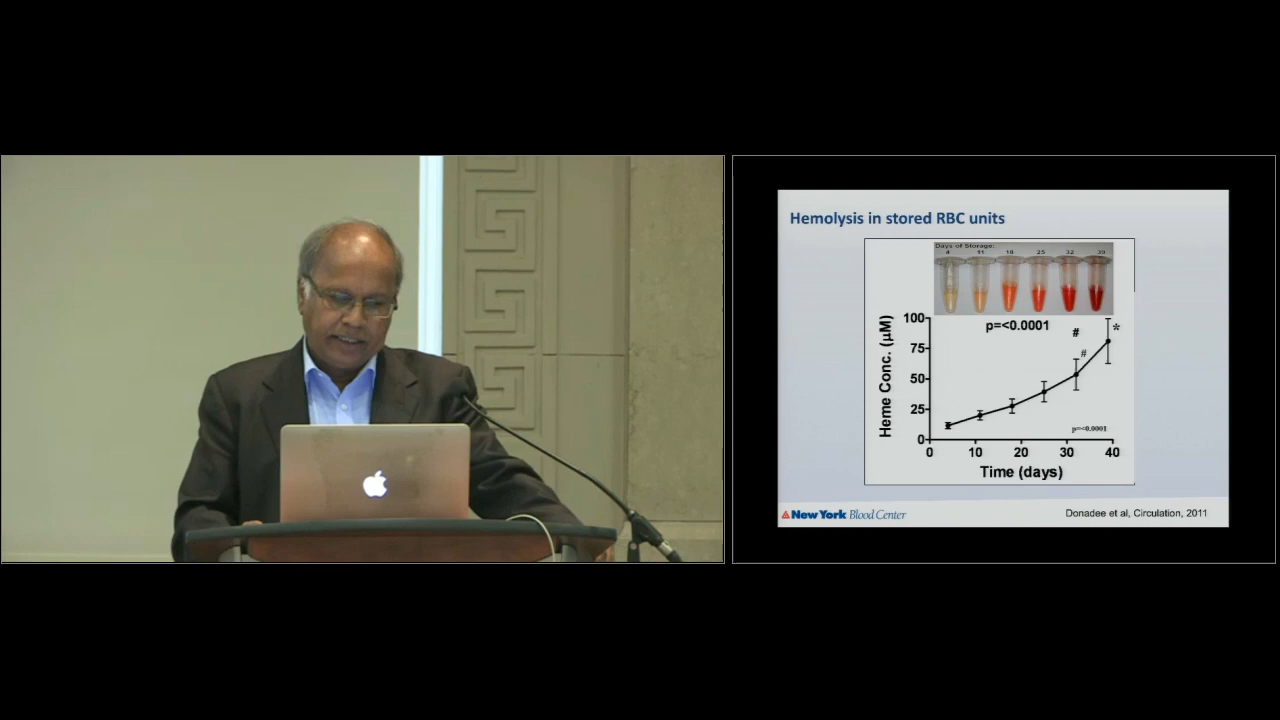 Hemolysis in stored RBC units
Days of Storage:
4 11 18 25 32 39
p=<0.0001
#
*
#
Heme Conc. (µM)
100
75
50
25
0
p=<0.0001
0 10 20 30 40
Time (days)
New York Blood Center
Donadee et al, Circulation, 2011